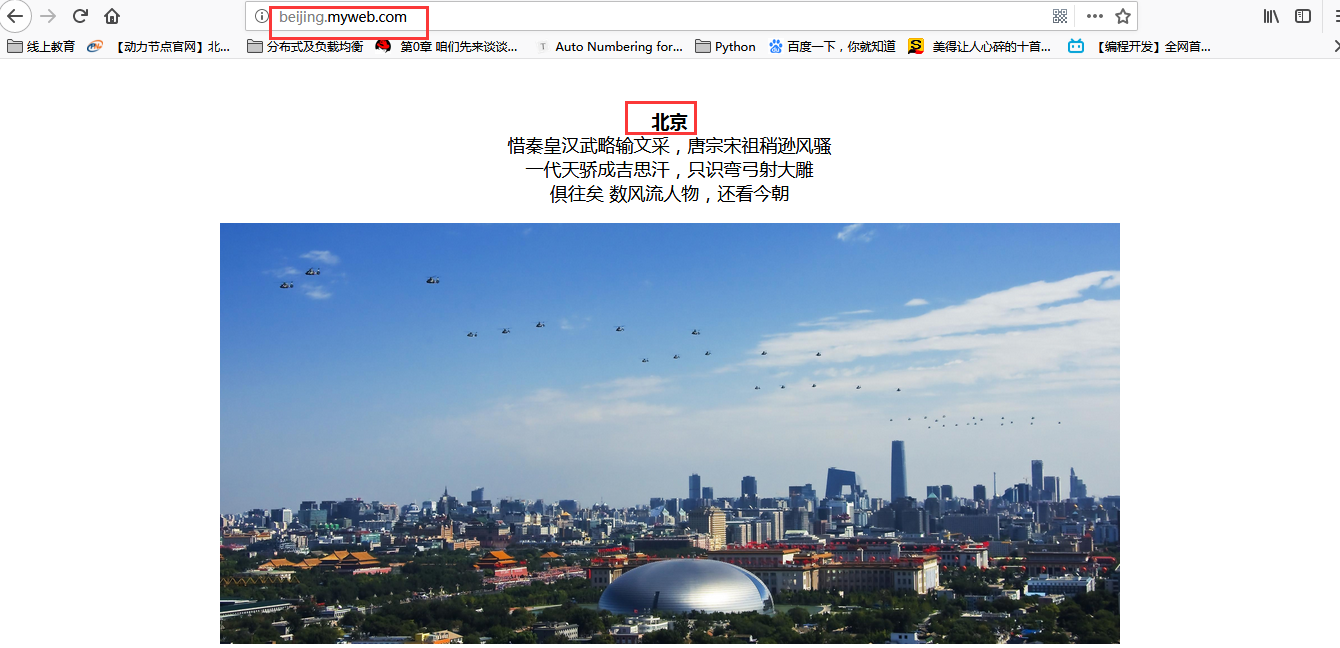 beijing.myweb.com
线上教育 【动力节点官网】北... 分布式及负载均衡 第0章 咱们先来谈谈... T Auto Numbering for... Python 百度一下，你就知道 S 美得让人心碎的十首... 【编程开发】全网首...
北京
惜秦皇汉武略输文采，唐宗宋祖稍逊风骚
一代天骄成吉思汗，只识弯弓射大雕
俱往矣 数风流人物，还看今朝